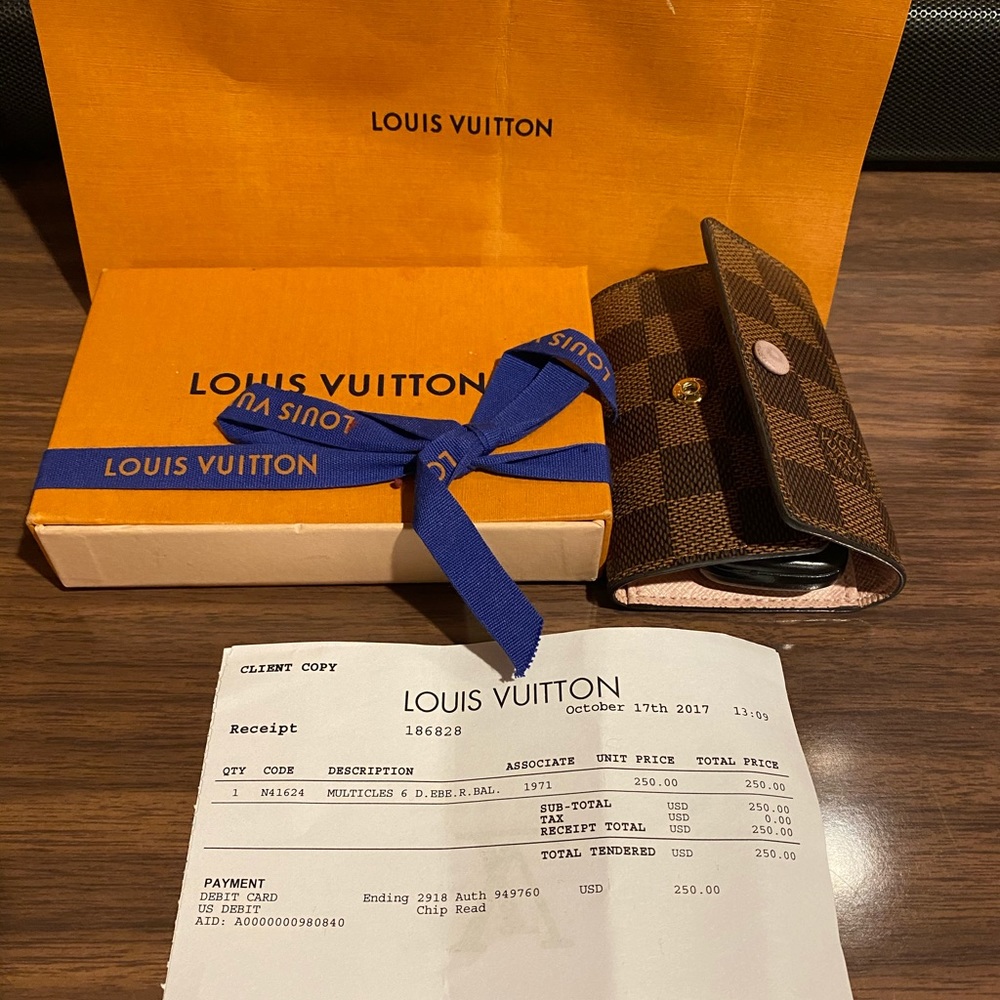 LOUIS VUITTON
LOUIS VUITTON
LOUIS VU
LOUIS
LOUIS VUITTON
LO
CLIENT COPY
LOUIS VUITTON
October 17th 2017 13:09
Receipt 186828
QTY CODE DESCRIPTION ASSOCIATE UNIT PRICE TOTAL PRICE
1 N41624 MULTICLES 6 D.EBE.R.BAL. 1971 250.00 250.00
SUB-TOTAL USD 250.00
TAX USD 0.00
RECEIPT TOTAL USD 250.00
TOTAL TENDERED USD 250.00
PAYMENT
DEBIT CARD Ending 2918 Auth 949760 USD 250.00
US DEBIT Chip Read
AID: A0000000980840